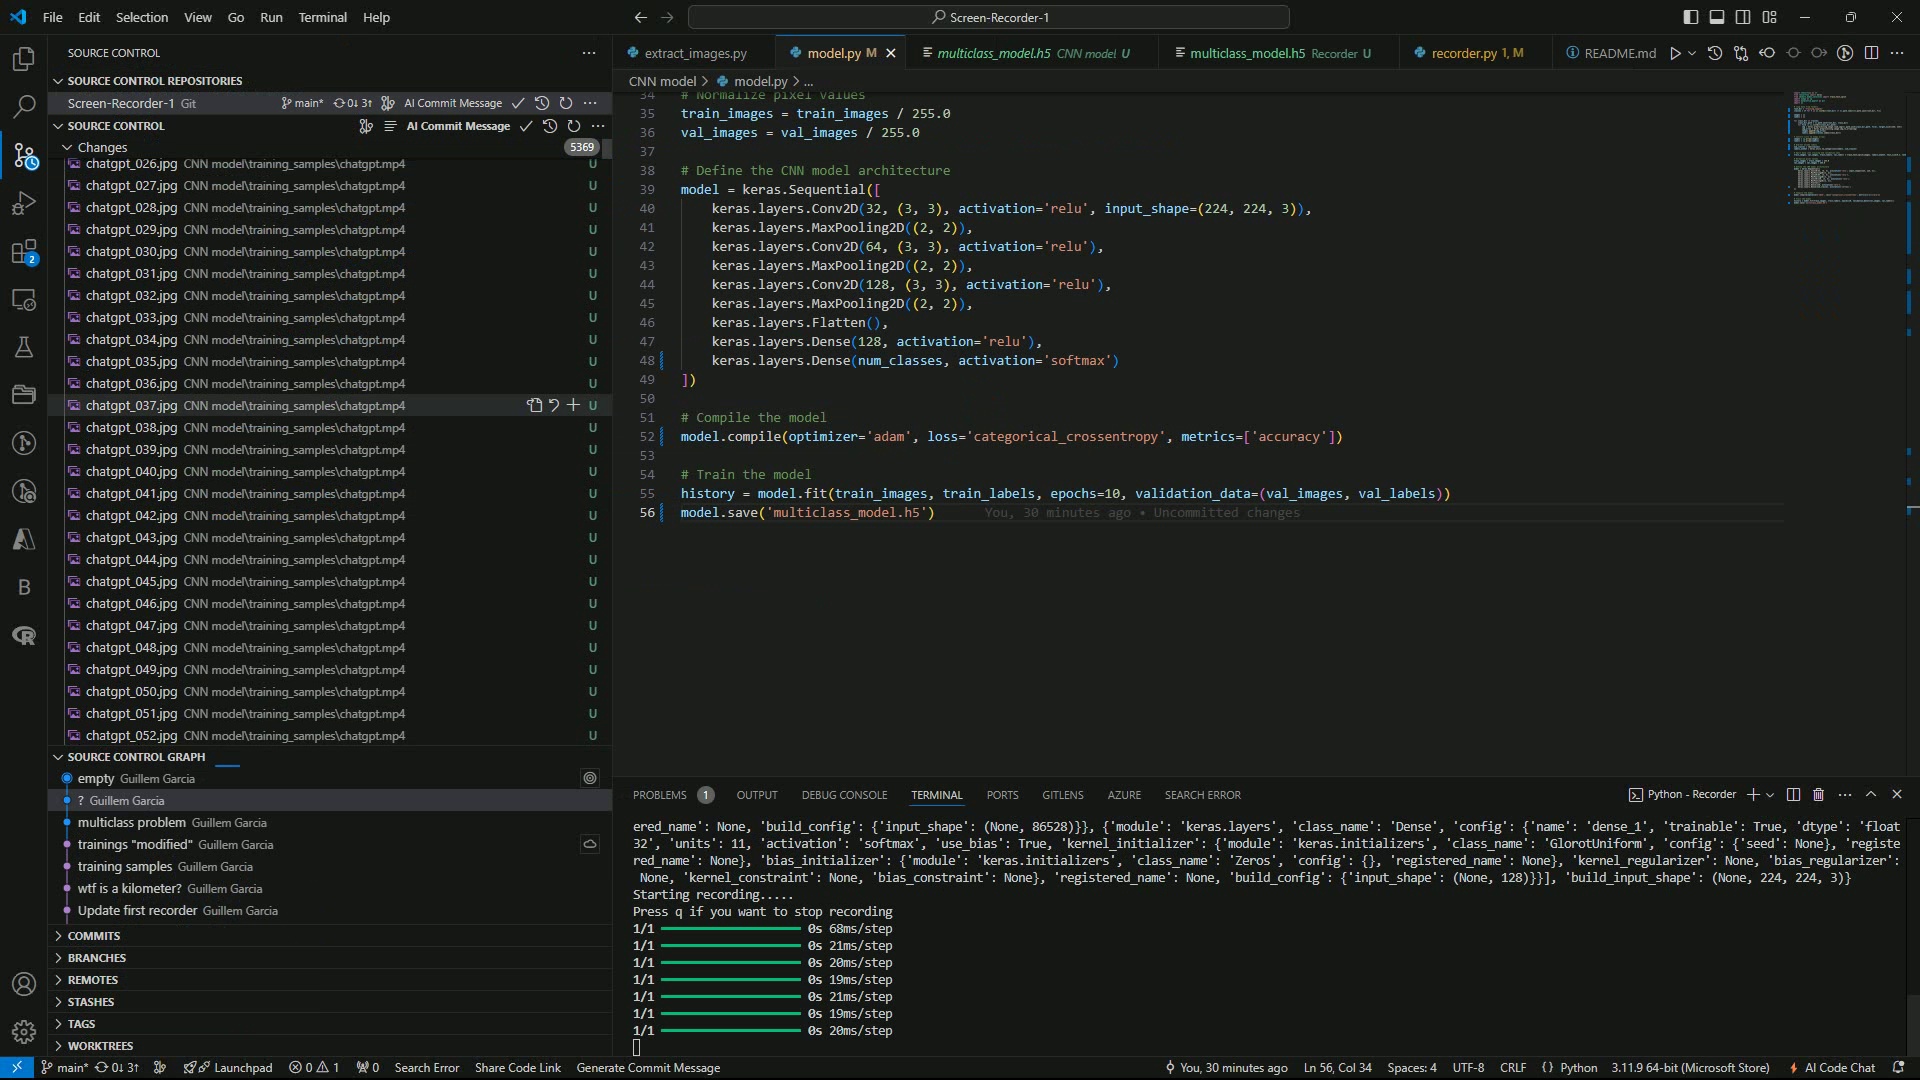 File Edit Selection View Go Run Terminal Help
Screen-Recorder-1
SOURCE CONTROL
SOURCE CONTROL REPOSITORIES
Screen-Recorder-1 Git main* 0↓ 3↑ AI Commit Message
SOURCE CONTROL AI Commit Message
Changes 5369
chatgpt_026.jpg CNN model\training_samples\chatgpt.mp4 U
chatgpt_027.jpg CNN model\training_samples\chatgpt.mp4 U
chatgpt_028.jpg CNN model\training_samples\chatgpt.mp4 U
chatgpt_029.jpg CNN model\training_samples\chatgpt.mp4 U
chatgpt_030.jpg CNN model\training_samples\chatgpt.mp4 U
chatgpt_031.jpg CNN model\training_samples\chatgpt.mp4 U
chatgpt_032.jpg CNN model\training_samples\chatgpt.mp4 U
chatgpt_033.jpg CNN model\training_samples\chatgpt.mp4 U
chatgpt_034.jpg CNN model\training_samples\chatgpt.mp4 U
chatgpt_035.jpg CNN model\training_samples\chatgpt.mp4 U
chatgpt_036.jpg CNN model\training_samples\chatgpt.mp4 U
chatgpt_037.jpg CNN model\training_samples\chatgpt.mp4 U
chatgpt_038.jpg CNN model\training_samples\chatgpt.mp4 U
chatgpt_039.jpg CNN model\training_samples\chatgpt.mp4 U
chatgpt_040.jpg CNN model\training_samples\chatgpt.mp4 U
chatgpt_041.jpg CNN model\training_samples\chatgpt.mp4 U
chatgpt_042.jpg CNN model\training_samples\chatgpt.mp4 U
chatgpt_043.jpg CNN model\training_samples\chatgpt.mp4 U
chatgpt_044.jpg CNN model\training_samples\chatgpt.mp4 U
chatgpt_045.jpg CNN model\training_samples\chatgpt.mp4 U
chatgpt_046.jpg CNN model\training_samples\chatgpt.mp4 U
chatgpt_047.jpg CNN model\training_samples\chatgpt.mp4 U
chatgpt_048.jpg CNN model\training_samples\chatgpt.mp4 U
chatgpt_049.jpg CNN model\training_samples\chatgpt.mp4 U
chatgpt_050.jpg CNN model\training_samples\chatgpt.mp4 U
chatgpt_051.jpg CNN model\training_samples\chatgpt.mp4 U
chatgpt_052.jpg CNN model\training_samples\chatgpt.mp4 U
SOURCE CONTROL GRAPH
empty Guillem Garcia
? Guillem Garcia
multiclass problem Guillem Garcia
trainings "modified" Guillem Garcia
training samples Guillem Garcia
wtf is a kilometer? Guillem Garcia
Update first recorder Guillem Garcia
COMMITS
BRANCHES
REMOTES
STASHES
TAGS
WORKTREES
2
B
extract_images.py model.py M multiclass_model.h5 CNN model U multiclass_model.h5 Recorder U recorder.py 1, M README.md
CNN model > model.py > ...
34 # Normalize pixel values
35 train_images = train_images / 255.0
36 val_images = val_images / 255.0
37
38 # Define the CNN model architecture
39 model = keras.Sequential([
40 keras.layers.Conv2D(32, (3, 3), activation='relu', input_shape=(224, 224, 3)),
41 keras.layers.MaxPooling2D((2, 2)),
42 keras.layers.Conv2D(64, (3, 3), activation='relu'),
43 keras.layers.MaxPooling2D((2, 2)),
44 keras.layers.Conv2D(128, (3, 3), activation='relu'),
45 keras.layers.MaxPooling2D((2, 2)),
46 keras.layers.Flatten(),
47 keras.layers.Dense(128, activation='relu'),
48 keras.layers.Dense(num_classes, activation='softmax')
49 ])
50
51 # Compile the model
52 model.compile(optimizer='adam', loss='categorical_crossentropy', metrics=['accuracy'])
53
54 # Train the model
55 history = model.fit(train_images, train_labels, epochs=10, validation_data=(val_images, val_labels))
56 model.save('multiclass_model.h5') You, 30 minutes ago • Uncommitted changes
PROBLEMS 1 OUTPUT DEBUG CONSOLE TERMINAL PORTS GITLENS AZURE SEARCH ERROR Python - Recorder
ered_name': None, 'build_config': {'input_shape': (None, 86528)}}, {'module': 'keras.layers', 'class_name': 'Dense', 'config': {'name': 'dense_1', 'trainable': True, 'dtype': 'float
32', 'units': 11, 'activation': 'softmax', 'use_bias': True, 'kernel_initializer': {'module': 'keras.initializers', 'class_name': 'GlorotUniform', 'config': {'seed': None}, 'registe
red_name': None}, 'bias_initializer': {'module': 'keras.initializers', 'class_name': 'Zeros', 'config': {}, 'registered_name': None}, 'kernel_regularizer': None, 'bias_regularizer':
None, 'kernel_constraint': None, 'bias_constraint': None}, 'registered_name': None, 'build_config': {'input_shape': (None, 128)}}], 'build_input_shape': (None, 224, 224, 3)}
Starting recording.....
Press q if you want to stop recording
1/1 0s 68ms/step
1/1 0s 21ms/step
1/1 0s 20ms/step
1/1 0s 19ms/step
1/1 0s 21ms/step
1/1 0s 19ms/step
1/1 0s 20ms/step
main* 0↓ 3↑ Launchpad 0 1 0 Search Error Share Code Link Generate Commit Message You, 30 minutes ago Ln 56, Col 34 Spaces: 4 UTF-8 CRLF {} Python 3.11.9 64-bit (Microsoft Store) AI Code Chat